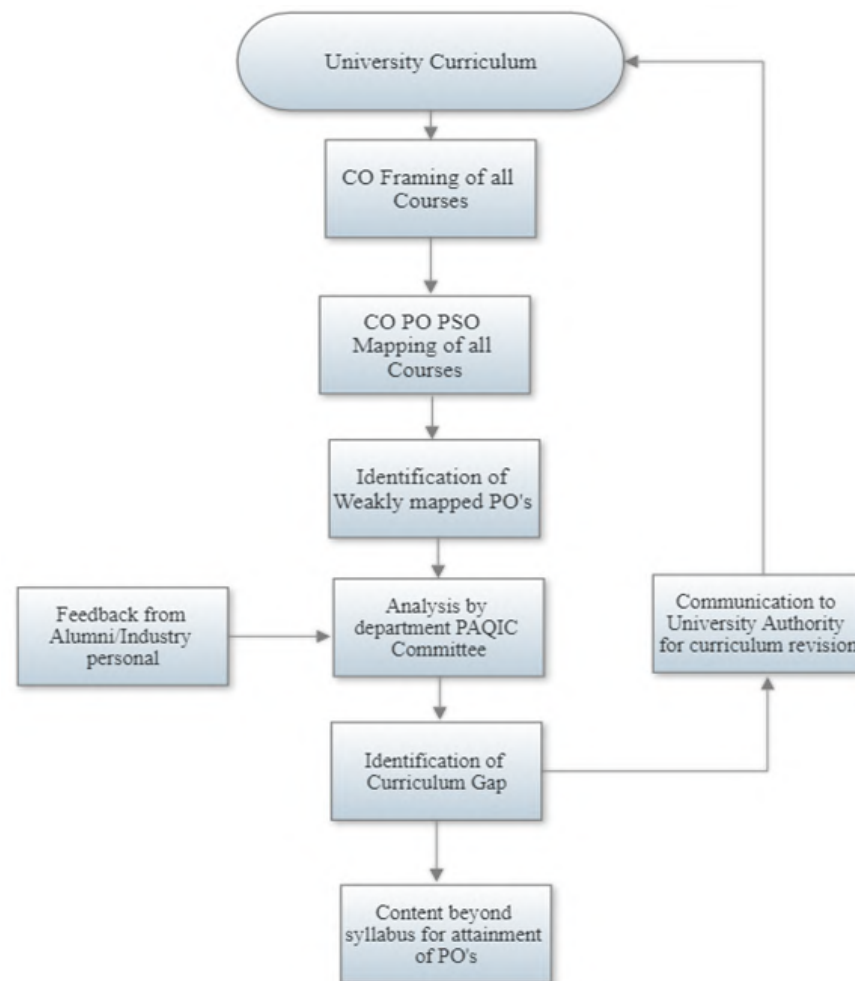 University Curriculum
CO Framing of all
Courses
CO PO PSO
Mapping of all
Courses
Identification of
Weakly mapped PO's
Feedback from
Alumni/Industry
personal
Analysis by
department PAQIC
Committee
Communication to
University Authority
for curriculum revision
Identification of
Curriculum Gap
Content beyond
syllabus for attainment
of PO's